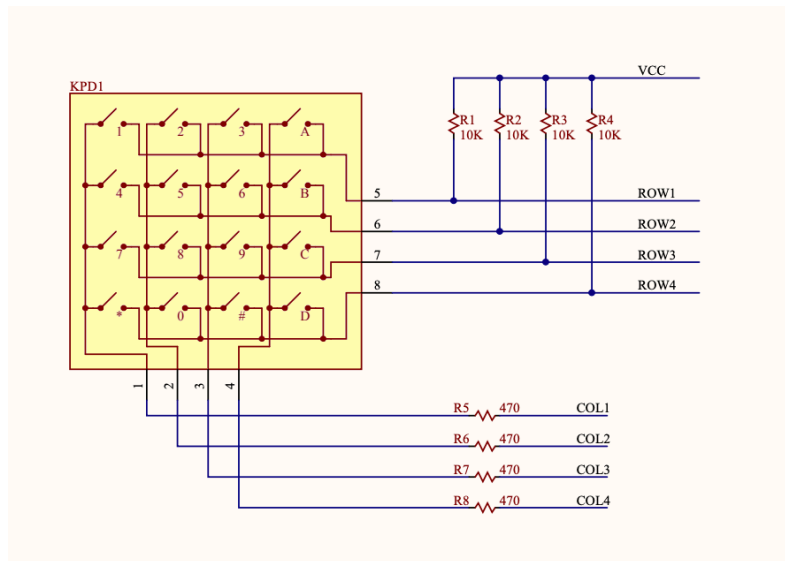 KPD1
VCC
1 2 3 A
R1 R2 R3 R4
10K 10K 10K 10K
4 5 6 B
5 ROW1
6 ROW2
7 8 9 C
7 ROW3
8 ROW4
* 0 # D
1 2 3 4
R5 470 COL1
R6 470 COL2
R7 470 COL3
R8 470 COL4